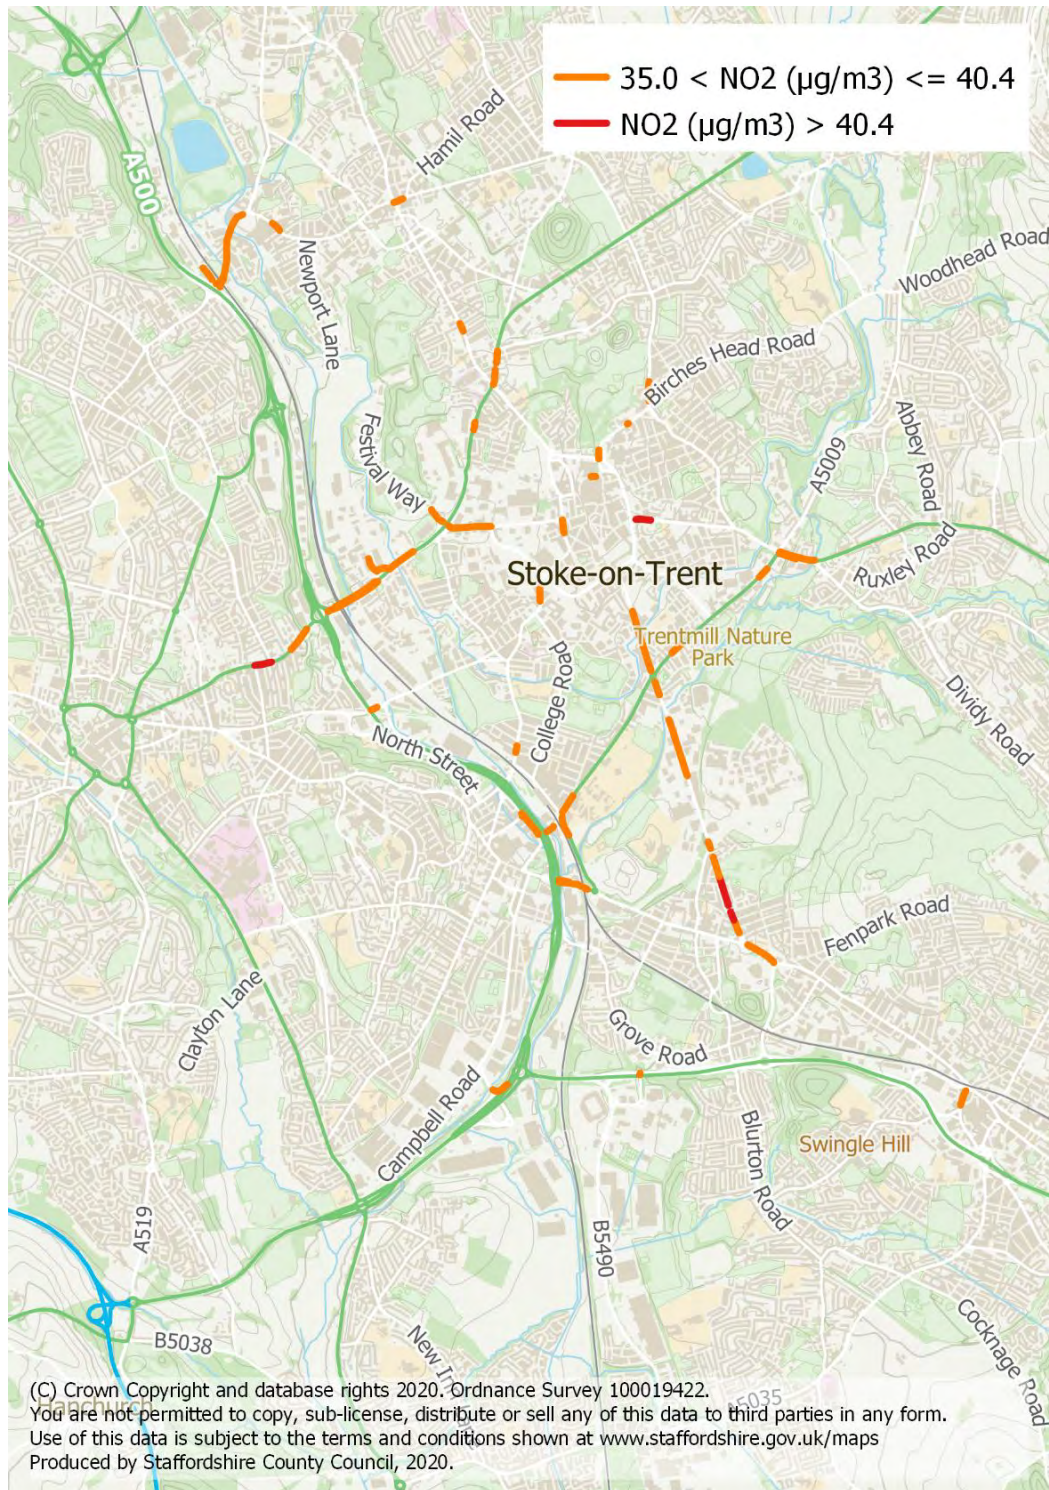 35.0 < NO2 (µg/m3) <= 40.4
NO2 (µg/m3) > 40.4
Hamil Road
A500
Newport Lane
Woodhead Road
Birches Head Road
Abbey Road
Festival Way
A5009
Ruxley Road
Stoke-on-Trent
Trentmill Nature
Park
College Road
Dividy Road
North Street
Fenpark Road
Clayton Lane
Grove Road
Campbell Road
Blurton Road
Swingle Hill
A519
B5490
B5038
Cocknage Road
New
Hanchurch
A5035
(C) Crown Copyright and database rights 2020. Ordnance Survey 100019422.
You are not permitted to copy, sub-license, distribute or sell any of this data to third parties in any form.
Use of this data is subject to the terms and conditions shown at www.staffordshire.gov.uk/maps
Produced by Staffordshire County Council, 2020.